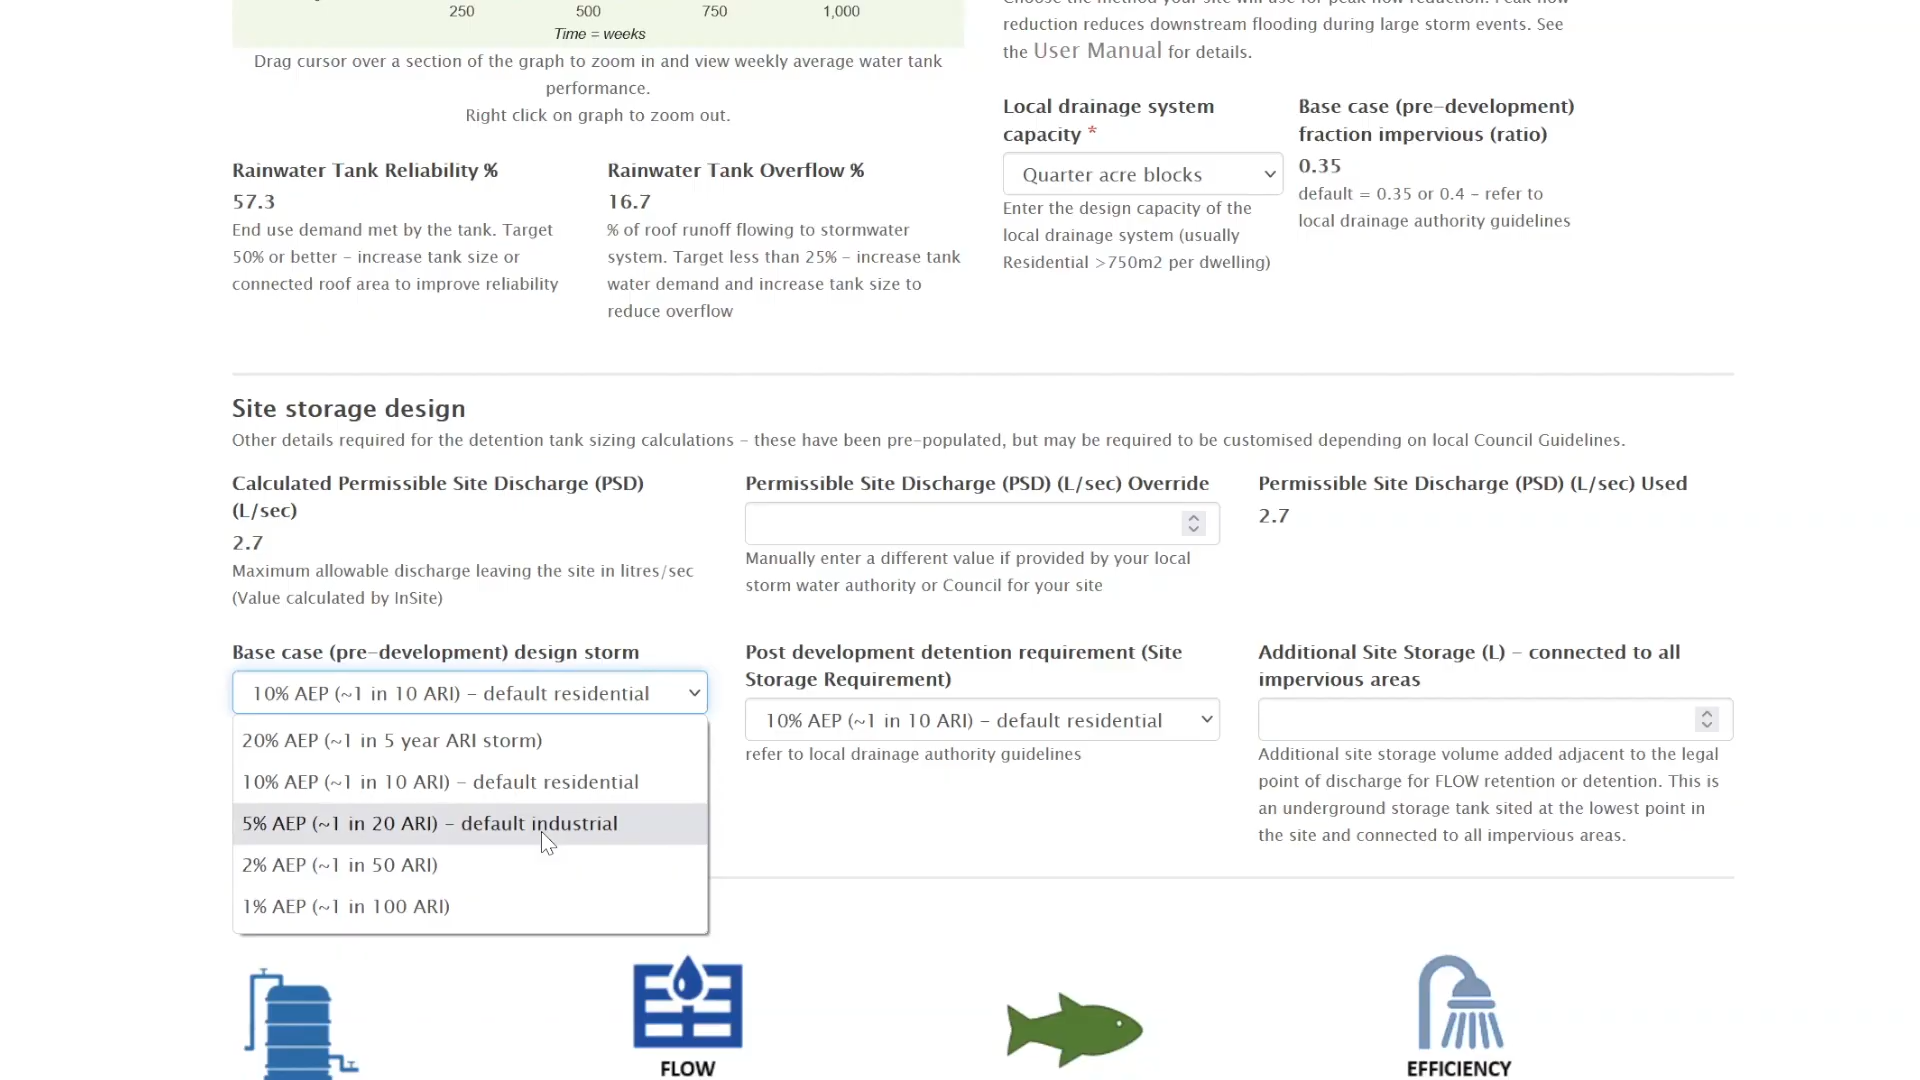 250 500 750 1,000
Time = weeks
Drag cursor over a section of the graph to zoom in and view weekly average water tank
performance.
Right click on graph to zoom out.
Rainwater Tank Reliability %
57.3
End use demand met by the tank. Target
50% or better – increase tank size or
connected roof area to improve reliability
Rainwater Tank Overflow %
16.7
% of roof runoff flowing to stormwater
system. Target less than 25% – increase tank
water demand and increase tank size to
reduce overflow
reduction reduces downstream flooding during large storm events. See
the User Manual for details.
Local drainage system
capacity *
Quarter acre blocks
Enter the design capacity of the
local drainage system (usually
Residential >750m2 per dwelling)
Base case (pre-development)
fraction impervious (ratio)
0.35
default = 0.35 or 0.4 – refer to
local drainage authority guidelines
Site storage design
Other details required for the detention tank sizing calculations – these have been pre-populated, but may be required to be customised depending on local Council Guidelines.
Calculated Permissible Site Discharge (PSD)
(L/sec)
2.7
Maximum allowable discharge leaving the site in litres/sec
(Value calculated by InSite)
Permissible Site Discharge (PSD) (L/sec) Override
Manually enter a different value if provided by your local
storm water authority or Council for your site
Permissible Site Discharge (PSD) (L/sec) Used
2.7
Base case (pre-development) design storm
10% AEP (~1 in 10 ARI) – default residential
20% AEP (~1 in 5 year ARI storm)
10% AEP (~1 in 10 ARI) – default residential
5% AEP (~1 in 20 ARI) – default industrial
2% AEP (~1 in 50 ARI)
1% AEP (~1 in 100 ARI)
Post development detention requirement (Site
Storage Requirement)
10% AEP (~1 in 10 ARI) – default residential
refer to local drainage authority guidelines
Additional Site Storage (L) – connected to all
impervious areas
Additional site storage volume added adjacent to the legal
point of discharge for FLOW retention or detention. This is
an underground storage tank sited at the lowest point in
the site and connected to all impervious areas.
FLOW
EFFICIENCY